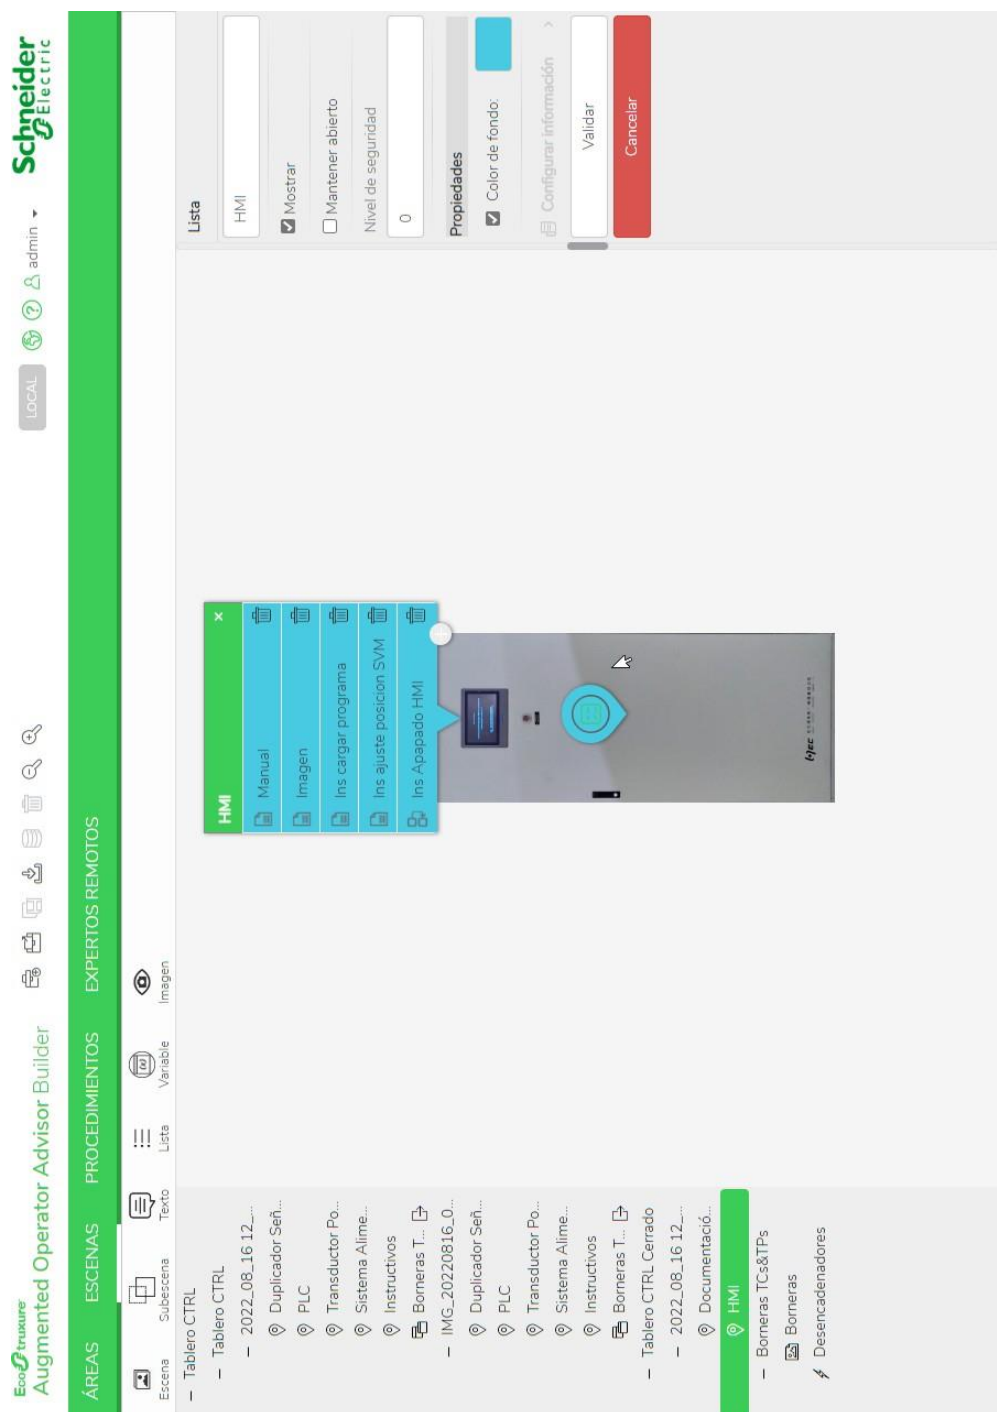 EcoStruxure
Augmented Operator Advisor Builder
LOCAL
? admin
Schneider
Electric
ÁREAS ESCENAS PROCEDIMIENTOS EXPERTOS REMOTOS
Escena Subescena Texto Lista Variable Imagen
– Tablero CTRL
– Tablero CTRL
– 2022_08_16 12_...
Duplicador Señ...
PLC
Transductor Po...
Sistema Alime...
Instructivos
Borneras T...
– IMG_20220816_0...
Duplicador Señ...
PLC
Transductor Po...
Sistema Alime...
Instructivos
Borneras T...
– Tablero CTRL Cerrado
– 2022_08_16 12_...
Documentació...
HMI
– Borneras TCs&TPs
Borneras
Desencadenadores
HMI ×
Manual
Imagen
Ins cargar programa
Ins ajuste posicion SVM
Ins Apapado HMI
Lista
HMI
Mostrar
Mantener abierto
Nivel de seguridad
0
Propiedades
Color de fondo:
Configurar información >
Validar
Cancelar